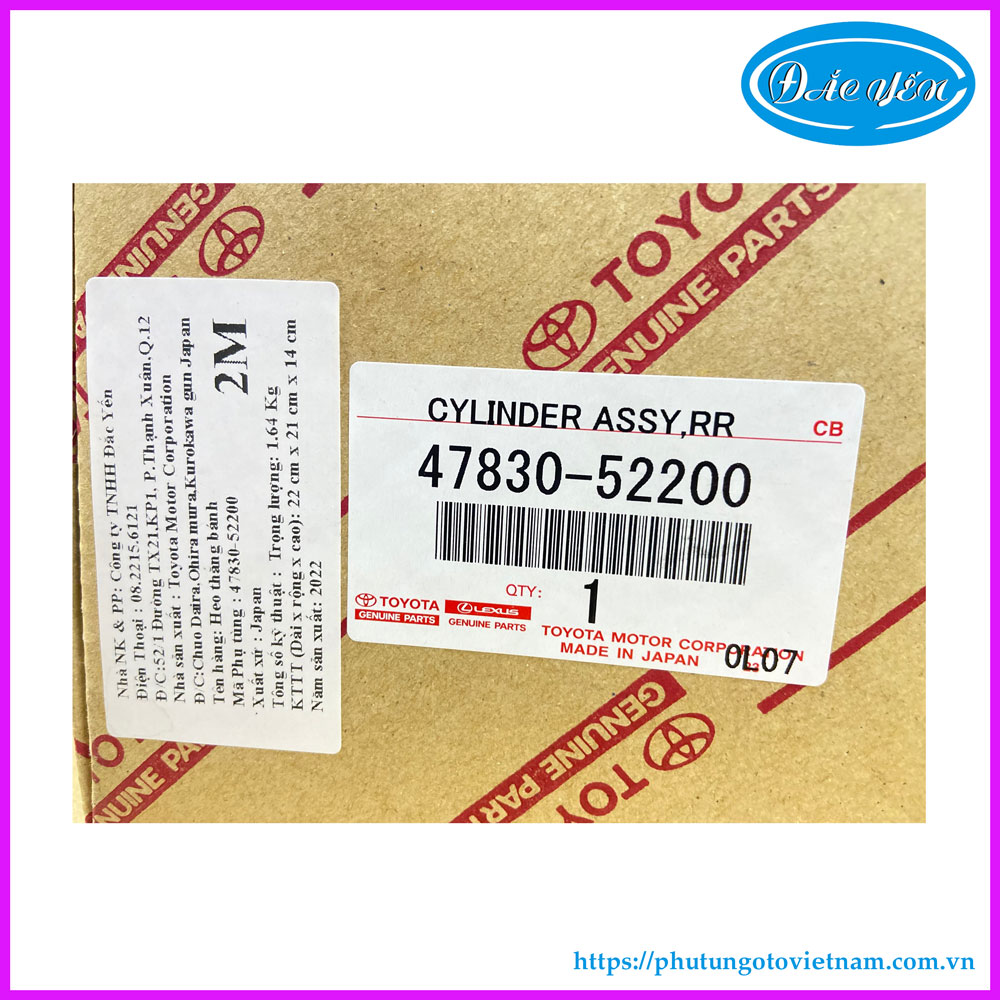 ĐẮC YẾN
GENUINE PARTS
TOYO
GENUINE PARTS
Nhà NK & PP: Công ty TNHH Đắc Yến
Điện Thoại : 08.2215.6121
Đ/C:52/1 Đường TX21,KP1, P.Thạnh Xuân,Q.12
Nhà sản xuất : Toyota Motor Corporation
Đ/C:Chuo Daira.Ohira mura,Kurokawa gun Japan
Tên hàng: Heo thắng bánh
Mã Phụ tùng : 47830-52200
2M
Xuất xứ : Japan
Tổng số kỹ thuật : Trọng lượng: 1.64 Kg
KTTT (Dài x rộng x cao): 22 cm x 21 cm x 14 cm
Năm sản xuất: 2022
CYLINDER ASSY,RR
CB
47830-52200
QTY: 1
TOYOTA
GENUINE PARTS
LEXUS
GENUINE PARTS
TOYOTA MOTOR CORPORATION
MADE IN JAPAN
0L07
GENUINE PARTS
TOYO
GENUINE PART
https://phutungotovietnam.com.vn